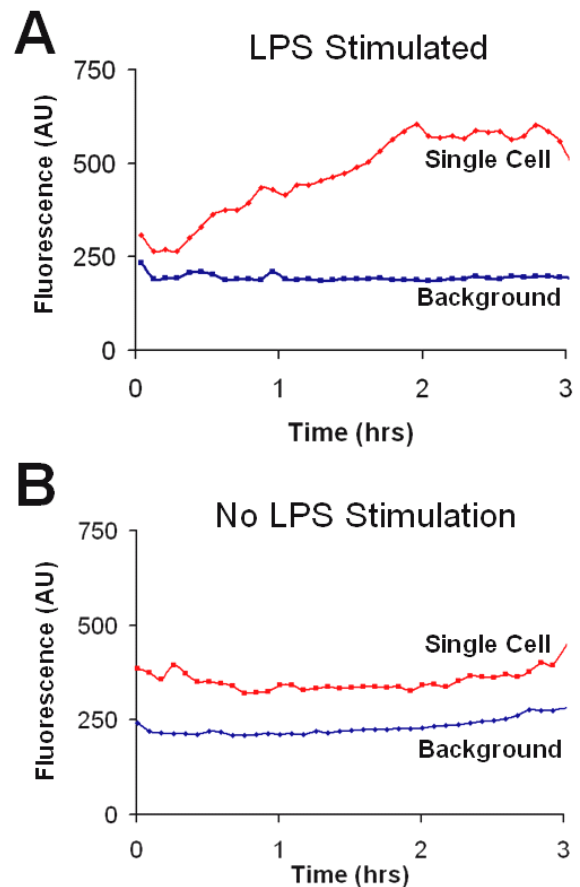 A
LPS Stimulated
750
500
250
0
Fluorescence (AU)
Single Cell
Background
0 1 2 3
Time (hrs)
B
No LPS Stimulation
750
500
250
0
Fluorescence (AU)
Single Cell
Background
0 1 2 3
Time (hrs)